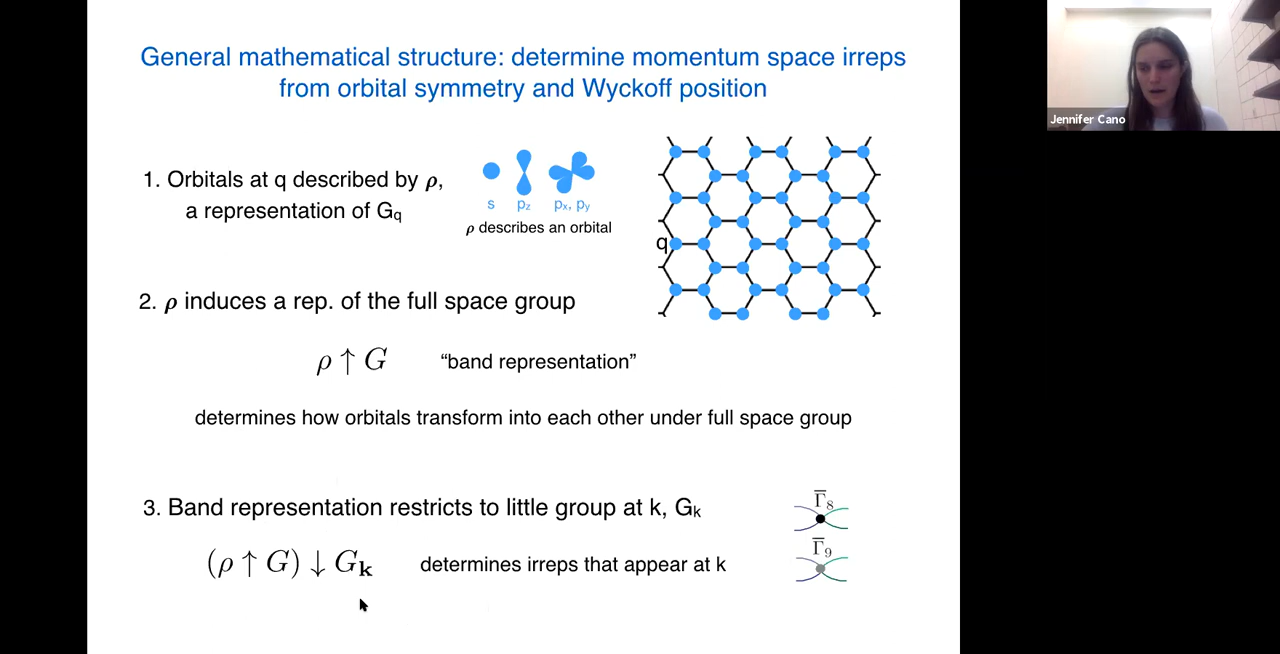 General mathematical structure: determine momentum space irreps
from orbital symmetry and Wyckoff position
Jennifer Cano
1. Orbitals at q described by ρ,
a representation of Gq
s pz px, py
ρ describes an orbital
q
2. ρ induces a rep. of the full space group
ρ ↑ G “band representation”
determines how orbitals transform into each other under full space group
3. Band representation restricts to little group at k, Gk
(ρ ↑ G) ↓ Gk determines irreps that appear at k
Γ̅8
Γ̅9